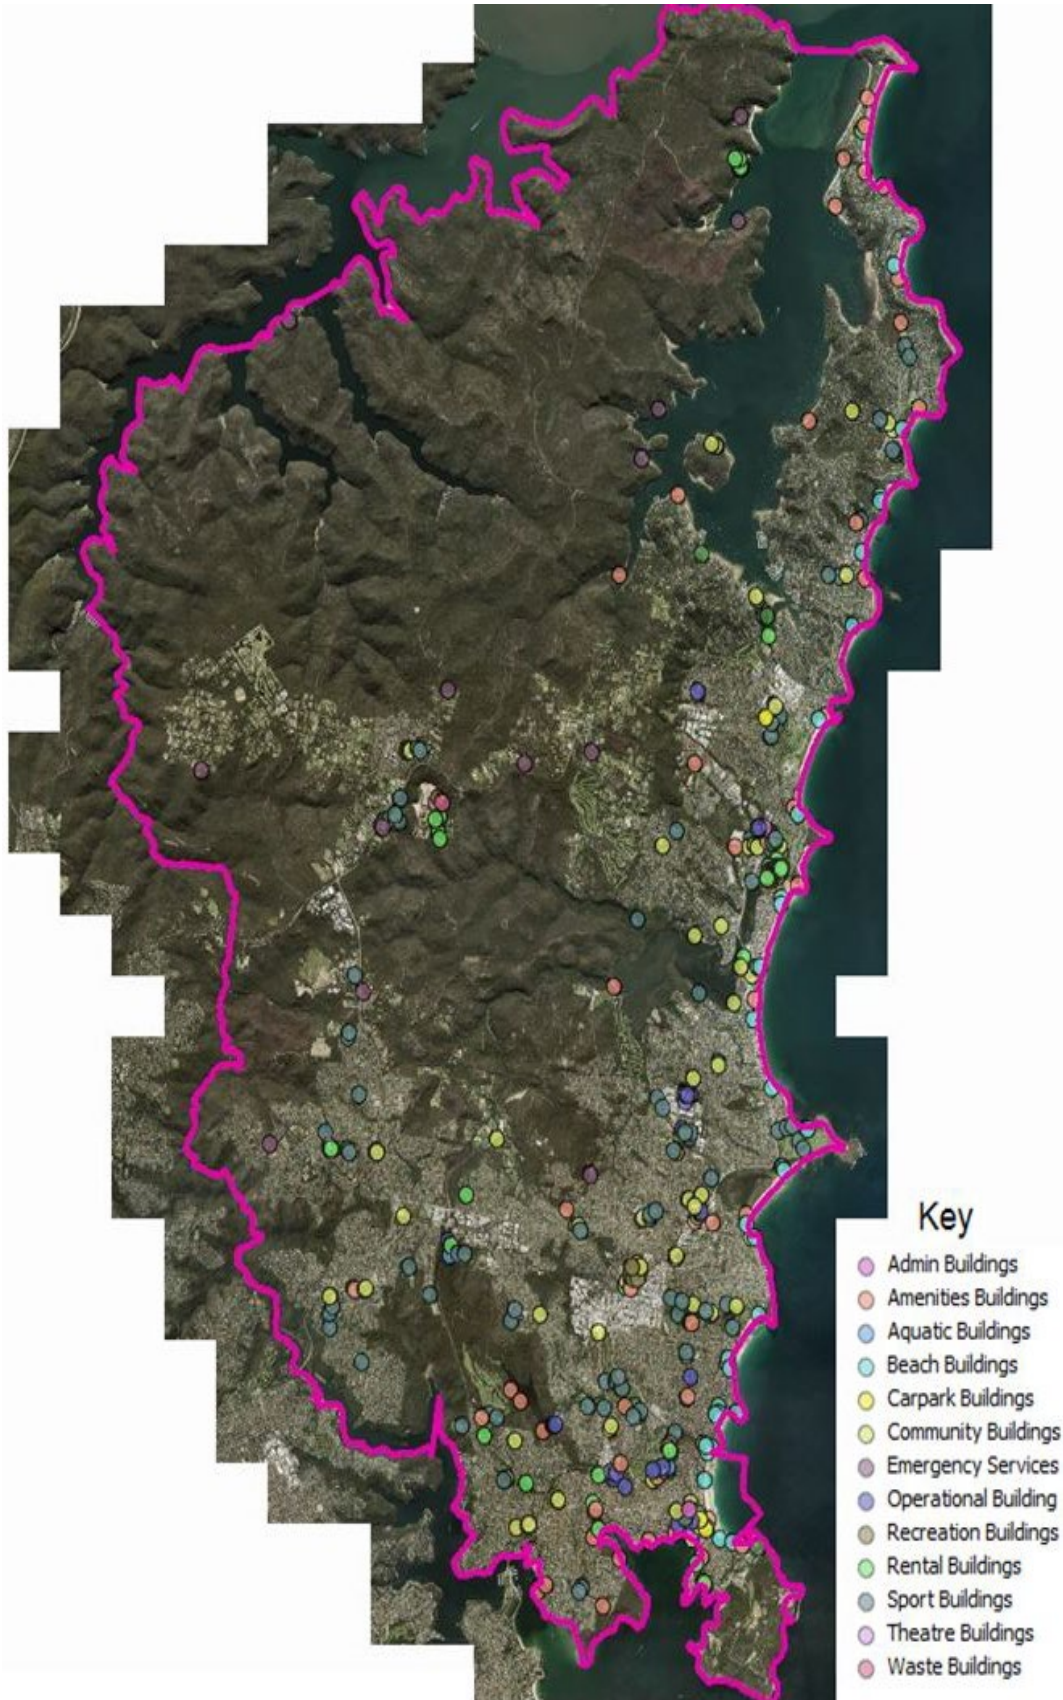 Key
Admin Buildings
Amenities Buildings
Aquatic Buildings
Beach Buildings
Carpark Buildings
Community Buildings
Emergency Services
Operational Building
Recreation Buildings
Rental Buildings
Sport Buildings
Theatre Buildings
Waste Buildings